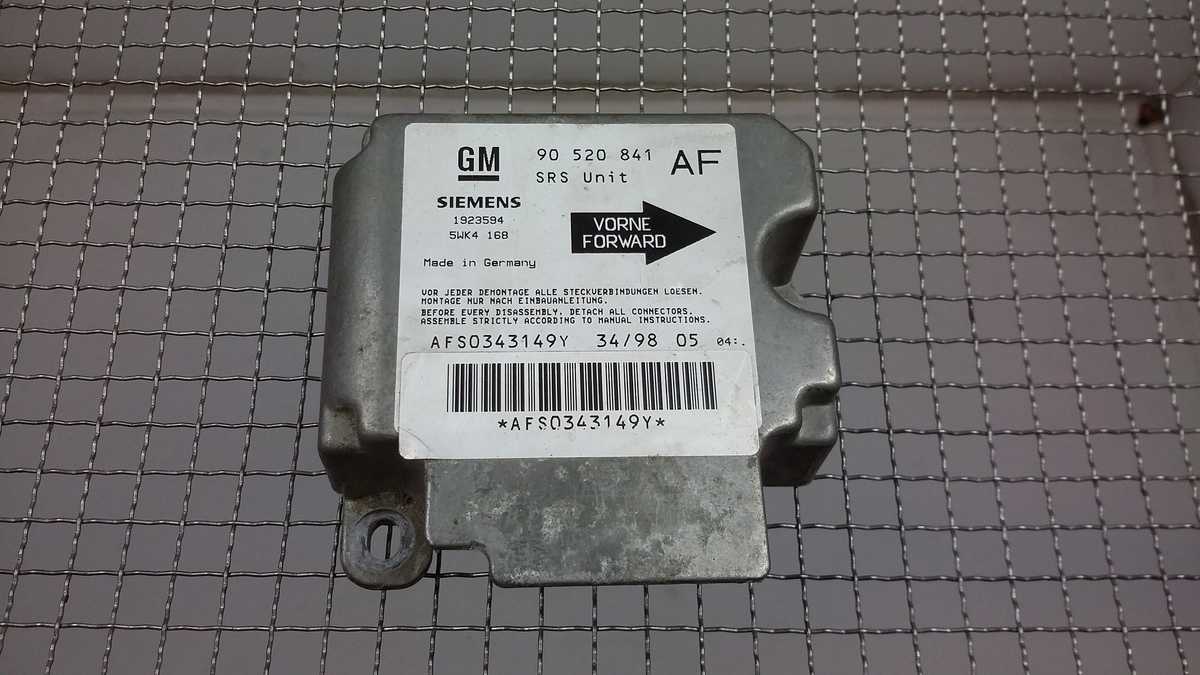 GM
90 520 841 AF
SRS Unit
SIEMENS
1923594
5WK4 168
VORNE
FORWARD
Made in Germany
VOR JEDER DEMONTAGE ALLE STECKVERBINDUNGEN LOESEN.
MONTAGE NUR NACH EINBAUANLEITUNG.
BEFORE EVERY DISASSEMBLY, DETACH ALL CONNECTORS.
ASSEMBLE STRICTLY ACCORDING TO MANUAL INSTRUCTIONS.
AFS0343149Y 34/98 05 04:.
*AFS0343149Y*